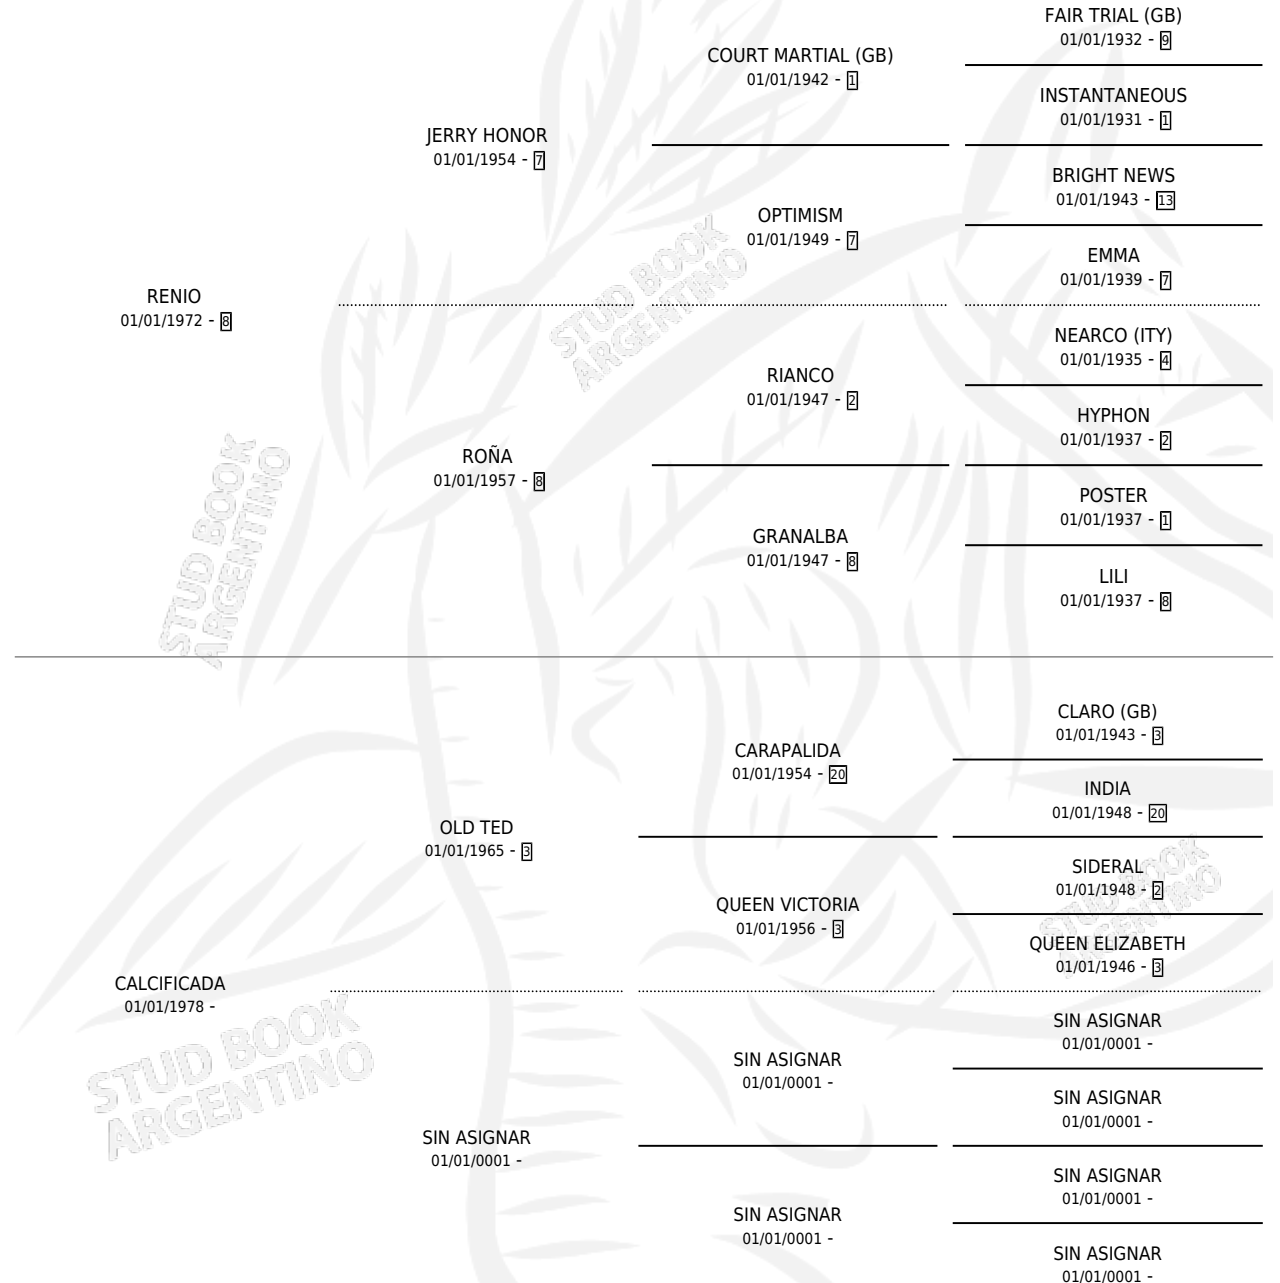 FAIR TRIAL (GB)
01/01/1932 - 9
COURT MARTIAL (GB)
01/01/1942 - 1
INSTANTANEOUS
01/01/1931 - 1
JERRY HONOR
01/01/1954 - 7
BRIGHT NEWS
01/01/1943 - 13
OPTIMISM
01/01/1949 - 7
EMMA
01/01/1939 - 7
RENIO
01/01/1972 - 8
NEARCO (ITY)
01/01/1935 - 4
RIANCO
01/01/1947 - 2
HYPHON
01/01/1937 - 2
ROÑA
01/01/1957 - 8
POSTER
01/01/1937 - 1
GRANALBA
01/01/1947 - 8
LILI
01/01/1937 - 8
CLARO (GB)
01/01/1943 - 3
CARAPALIDA
01/01/1954 - 20
INDIA
01/01/1948 - 20
OLD TED
01/01/1965 - 3
SIDERAL
01/01/1948 - 2
QUEEN VICTORIA
01/01/1956 - 3
QUEEN ELIZABETH
01/01/1946 - 3
CALCIFICADA
01/01/1978 -
SIN ASIGNAR
01/01/0001 -
SIN ASIGNAR
01/01/0001 -
SIN ASIGNAR
01/01/0001 -
SIN ASIGNAR
01/01/0001 -
SIN ASIGNAR
01/01/0001 -
SIN ASIGNAR
01/01/0001 -
SIN ASIGNAR
01/01/0001 -
STUD BOOK
ARGENTINO
STUD BOOK
ARGENTINO
STUD BOOK
ARGENTINO
STUD BOOK
ARGENTINO